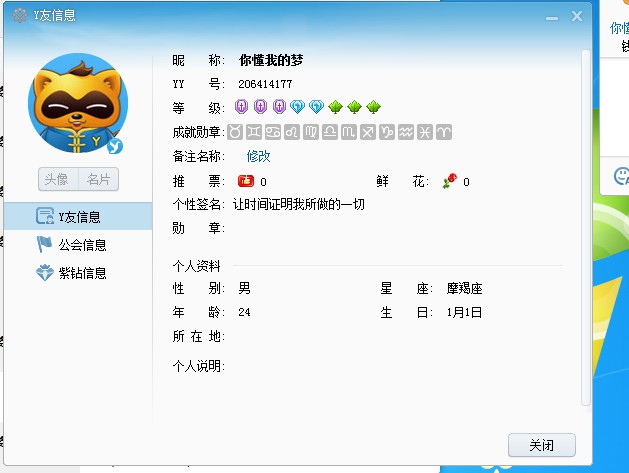 Y友信息
昵 称: 你懂我的梦
YY 号: 206414177
等 级:
成就勋章: ♉♊♋♌♍♎♏♐♑♒♓♈
备注名称: 修改
推 票: 0 鲜 花: 0
个性签名: 让时间证明我所做的一切
勋 章:
头像 名片
Y友信息
公会信息
紫钻信息
个人资料
性 别: 男 星 座: 摩羯座
年 龄: 24 生 日: 1月1日
所 在 地:
个人说明:
关闭
你懂